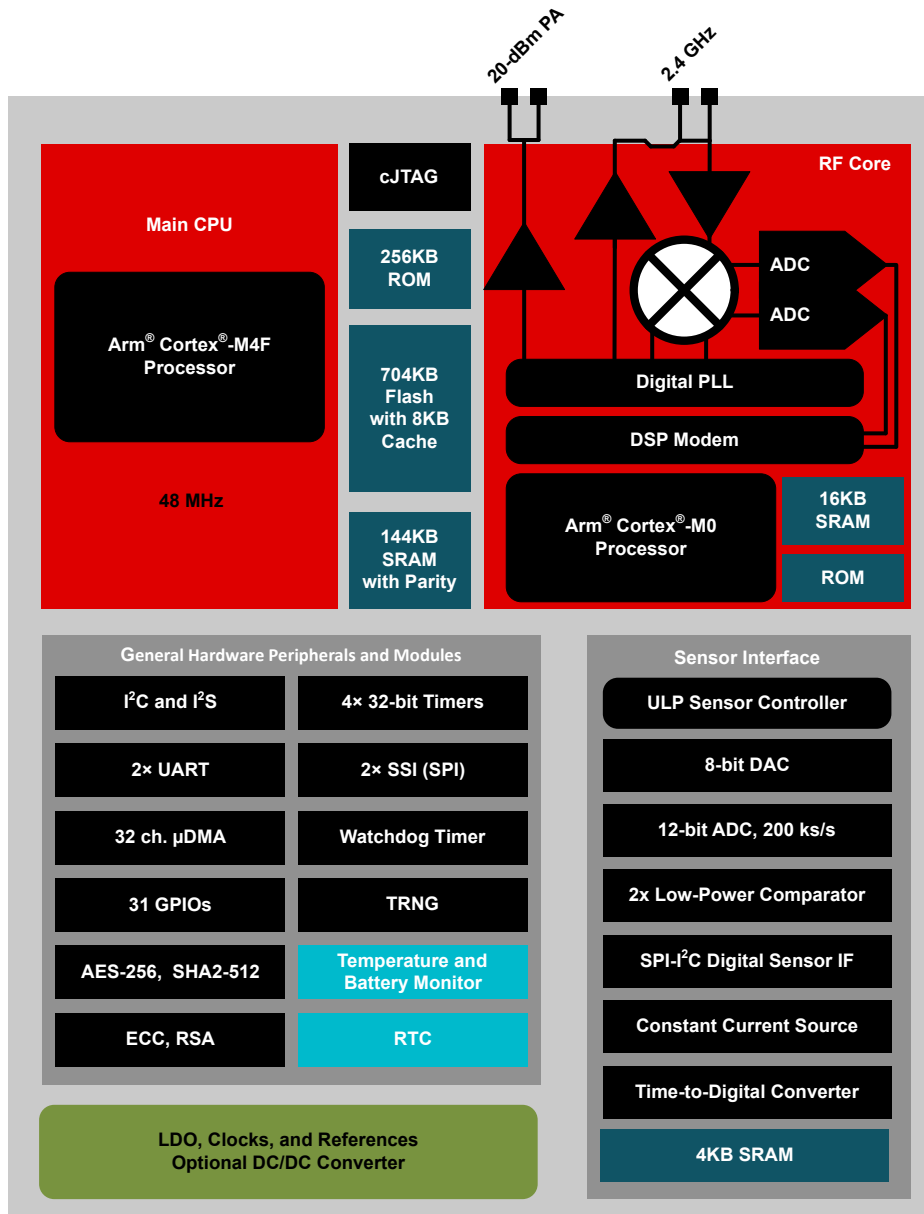 20-dBm PA
2.4 GHz
Main CPU
Arm® Cortex®-M4F
Processor
48 MHz
cJTAG
256KB
ROM
704KB
Flash
with 8KB
Cache
144KB
SRAM
with Parity
RF Core
ADC
ADC
Digital PLL
DSP Modem
Arm® Cortex®-M0
Processor
16KB
SRAM
ROM
General Hardware Peripherals and Modules
I²C and I²S
4× 32-bit Timers
2× UART
2× SSI (SPI)
32 ch. µDMA
Watchdog Timer
31 GPIOs
TRNG
AES-256, SHA2-512
Temperature and
Battery Monitor
ECC, RSA
RTC
LDO, Clocks, and References
Optional DC/DC Converter
Sensor Interface
ULP Sensor Controller
8-bit DAC
12-bit ADC, 200 ks/s
2x Low-Power Comparator
SPI-I²C Digital Sensor IF
Constant Current Source
Time-to-Digital Converter
4KB SRAM